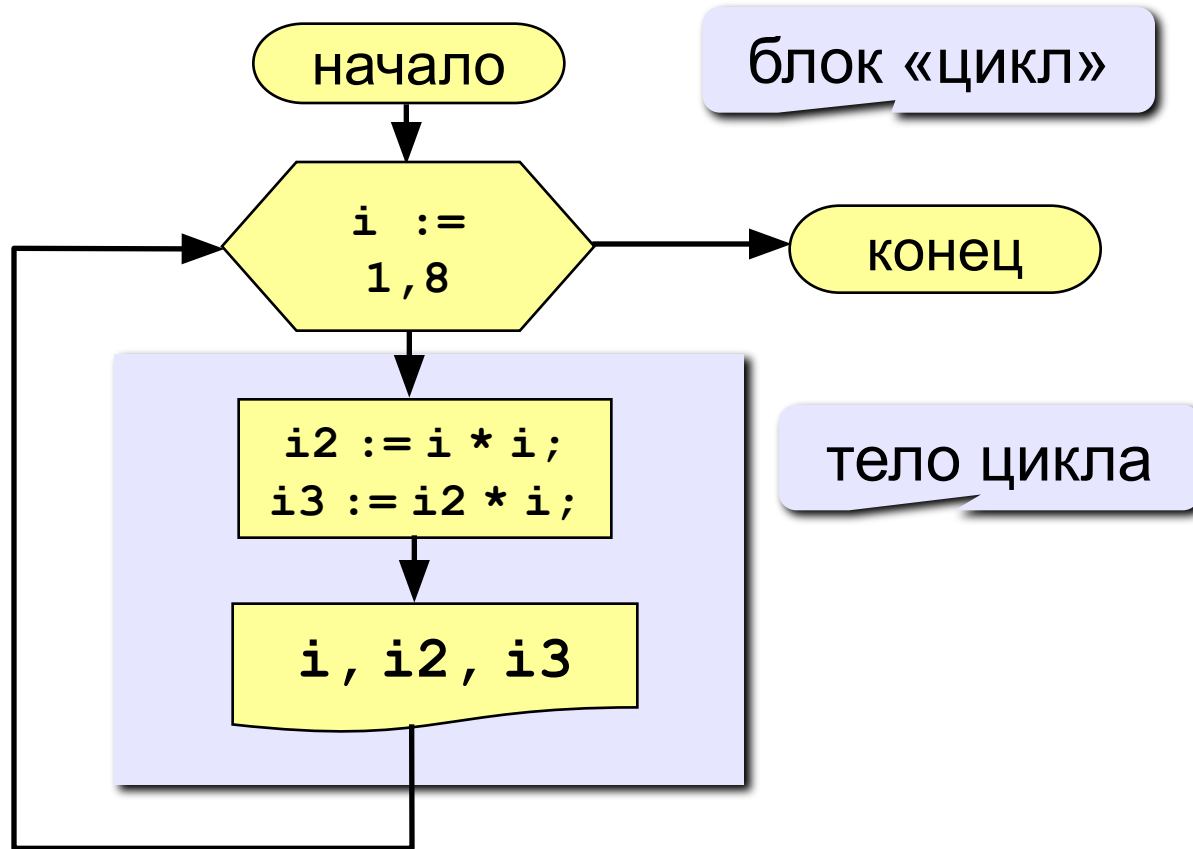 начало
блок «цикл»
i :=
1,8
конец
i2 := i * i;
i3 := i2 * i;
тело цикла
i, i2, i3